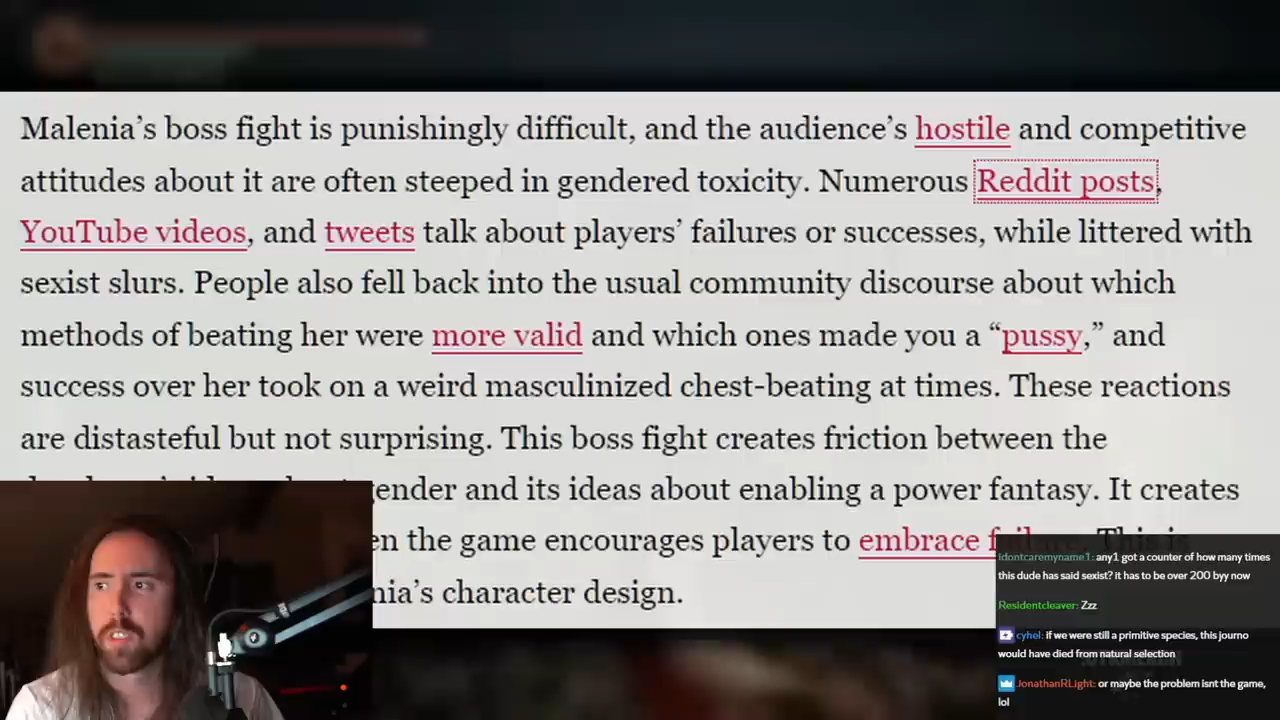 Malenia's boss fight is punishingly difficult, and the audience's hostile and competitive
attitudes about it are often steeped in gendered toxicity. Numerous Reddit posts,
YouTube videos, and tweets talk about players' failures or successes, while littered with
sexist slurs. People also fell back into the usual community discourse about which
methods of beating her were more valid and which ones made you a “pussy,” and
success over her took on a weird masculinized chest-beating at times. These reactions
are distasteful but not surprising. This boss fight creates friction between the
gender and its ideas about enabling a power fantasy. It creates
the game encourages players to embrace This is
character design.
idontcaremyname1: any1 got a counter of how many times
this dude has said sexist? it has to be over 200 byy now
Residentcleaver: Zzz
cyhel: if we were still a primitive species, this journo
would have died from natural selection
JonathanRLight: or maybe the problem isnt the game,
lol